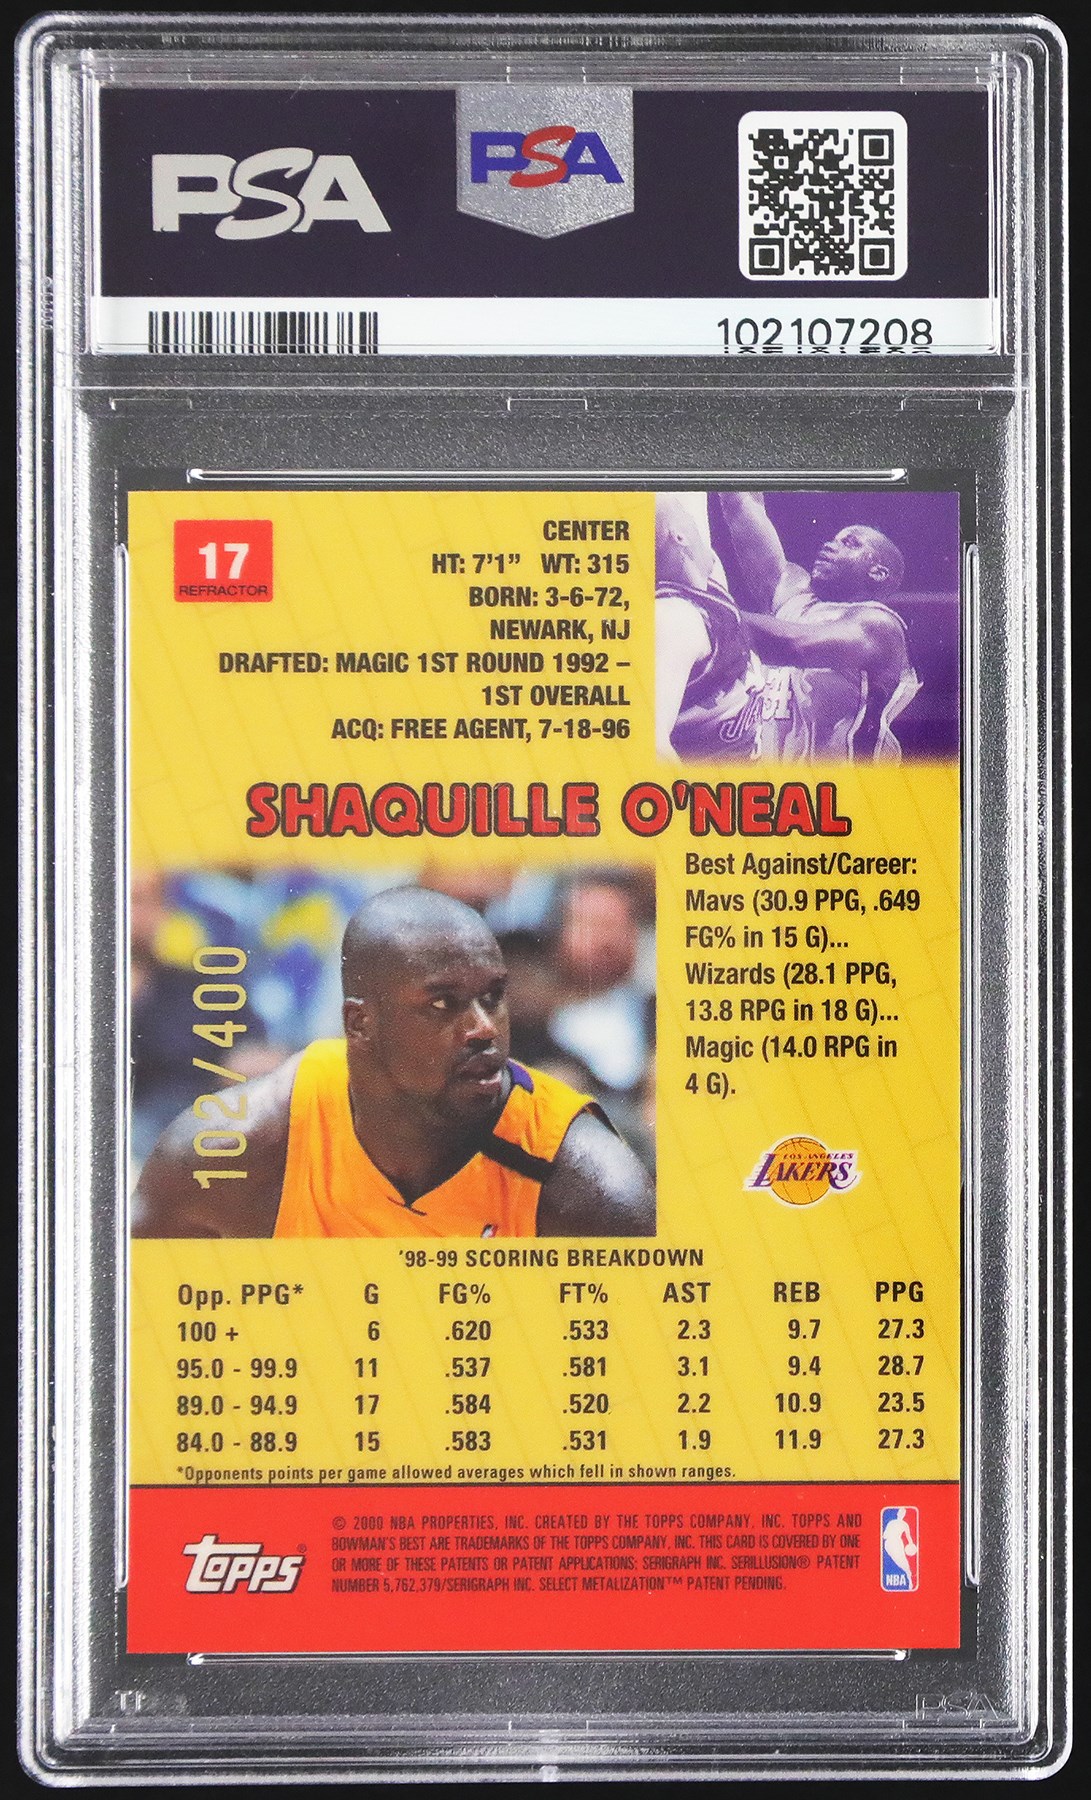 PSA
PSA
102107208
17
REFRACTOR
CENTER
HT: 7'1" WT: 315
BORN: 3-6-72,
NEWARK, NJ
DRAFTED: MAGIC 1ST ROUND 1992 –
1ST OVERALL
ACQ: FREE AGENT, 7-18-96
SHAQUILLE O'NEAL
Best Against/Career:
Mavs (30.9 PPG, .649
FG% in 15 G)...
Wizards (28.1 PPG,
13.8 RPG in 18 G)...
Magic (14.0 RPG in
4 G).
102/400
LOS ANGELES
LAKERS
'98-99 SCORING BREAKDOWN
Opp. PPG* G FG% FT% AST REB PPG
100 + 6 .620 .533 2.3 9.7 27.3
95.0 - 99.9 11 .537 .581 3.1 9.4 28.7
89.0 - 94.9 17 .584 .520 2.2 10.9 23.5
84.0 - 88.9 15 .583 .531 1.9 11.9 27.3
*Opponents points per game allowed averages which fell in shown ranges.
TOPPS®
© 2000 NBA PROPERTIES, INC. CREATED BY THE TOPPS COMPANY, INC. TOPPS AND
BOWMAN'S BEST ARE TRADEMARKS OF THE TOPPS COMPANY, INC. THIS CARD IS COVERED BY ONE
OR MORE OF THESE PATENTS OR PATENT APPLICATIONS; SERIGRAPH INC. SERILLUSION® PATENT
NUMBER 5,762,379/SERIGRAPH INC. SELECT METALIZATION™ PATENT PENDING.
NBA
PSA